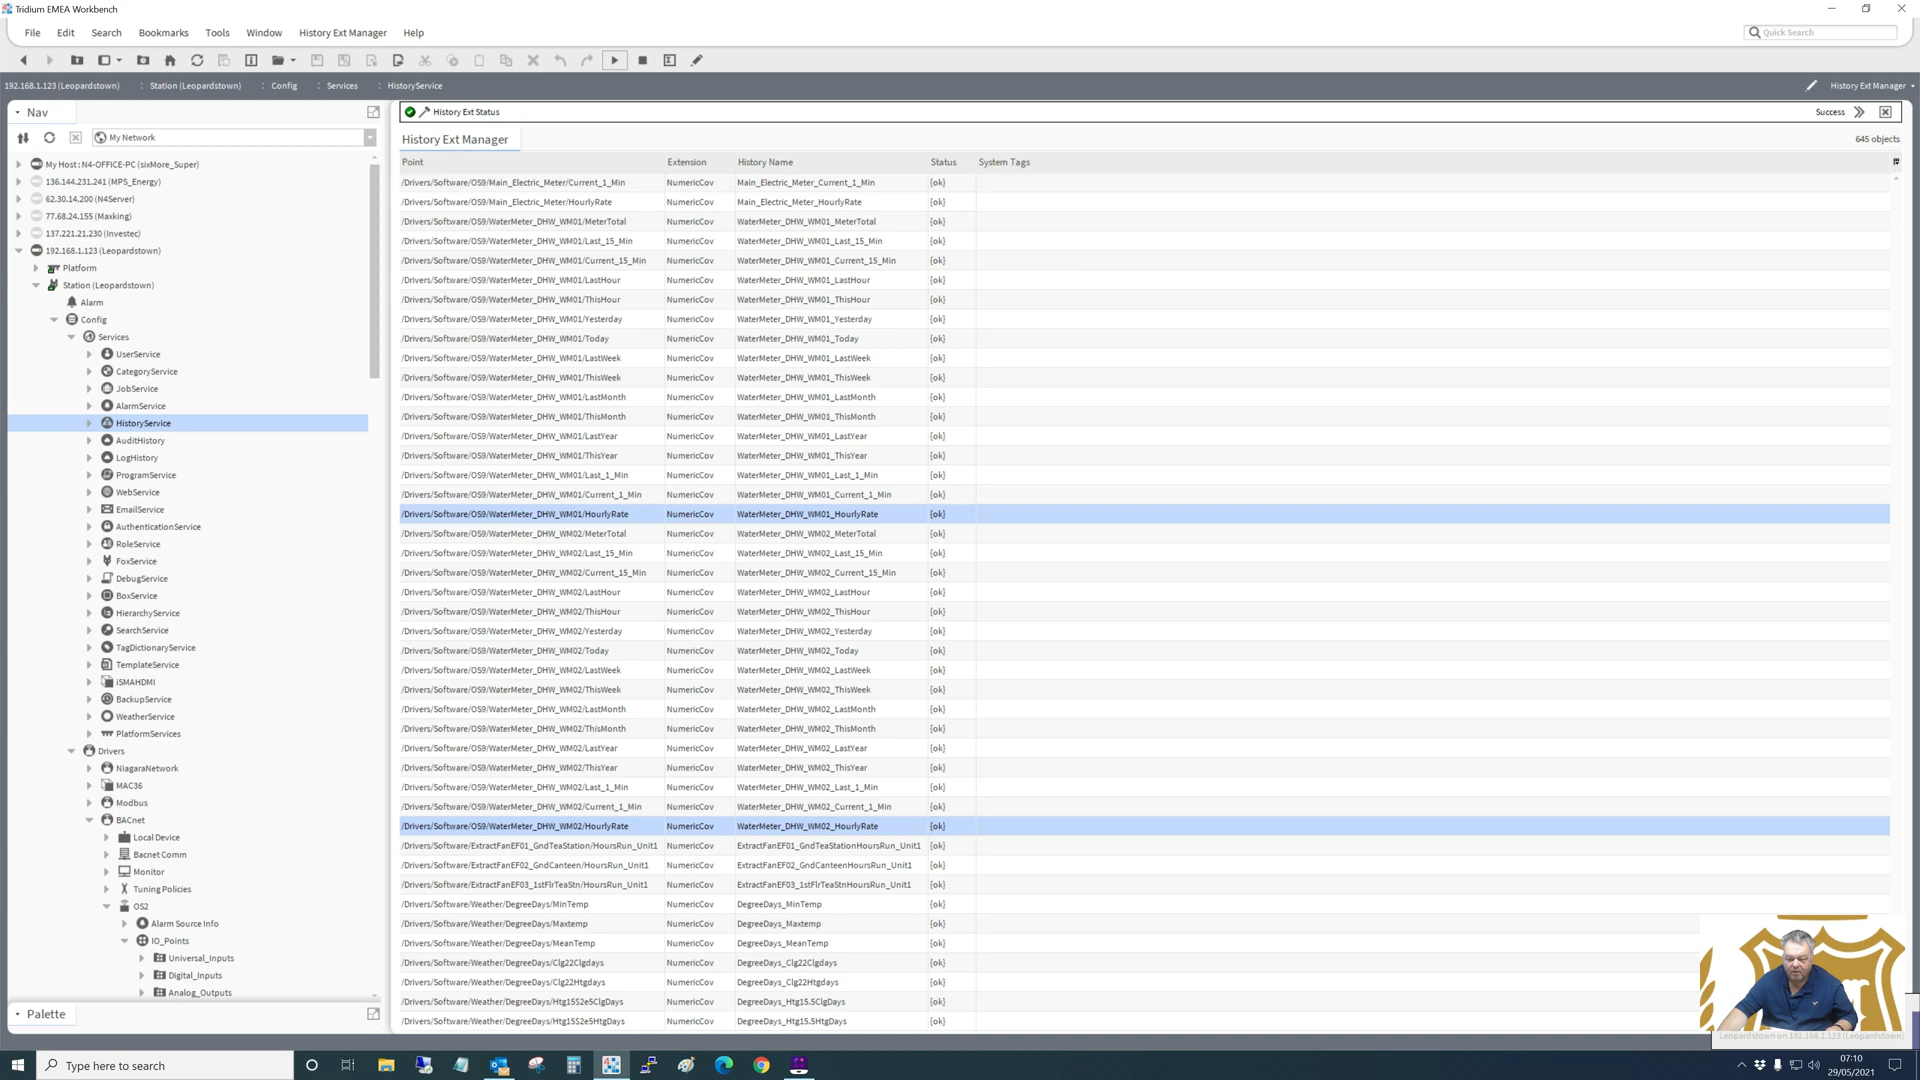 Tridium EMEA Workbench
File Edit Search Bookmarks Tools Window History Ext Manager Help
Quick Search
192.168.1.123 (Leopardstown) : Station (Leopardstown) : Config : Services : HistoryService
History Ext Manager
Nav
My Network
My Host : N4-OFFICE-PC (sixMore_Super)
136.144.231.241 (MPS_Energy)
62.30.14.200 (N4Server)
77.68.24.155 (Maxking)
137.221.21.230 (Investec)
192.168.1.123 (Leopardstown)
Platform
Station (Leopardstown)
Alarm
Config
Services
UserService
CategoryService
JobService
AlarmService
HistoryService
AuditHistory
LogHistory
ProgramService
WebService
EmailService
AuthenticationService
RoleService
FoxService
DebugService
BoxService
HierarchyService
SearchService
TagDictionaryService
TemplateService
iSMAHDMI
BackupService
WeatherService
PlatformServices
Drivers
NiagaraNetwork
MAC36
Modbus
BACnet
Local Device
Bacnet Comm
Monitor
Tuning Policies
OS2
Alarm Source Info
IO_Points
Universal_Inputs
Digital_Inputs
Analog_Outputs
Palette
History Ext Status
Success
History Ext Manager
645 objects
Point Extension History Name Status System Tags
/Drivers/Software/OS9/Main_Electric_Meter/Current_1_Min NumericCov Main_Electric_Meter_Current_1_Min {ok}
/Drivers/Software/OS9/Main_Electric_Meter/HourlyRate NumericCov Main_Electric_Meter_HourlyRate {ok}
/Drivers/Software/OS9/WaterMeter_DHW_WM01/MeterTotal NumericCov WaterMeter_DHW_WM01_MeterTotal {ok}
/Drivers/Software/OS9/WaterMeter_DHW_WM01/Last_15_Min NumericCov WaterMeter_DHW_WM01_Last_15_Min {ok}
/Drivers/Software/OS9/WaterMeter_DHW_WM01/Current_15_Min NumericCov WaterMeter_DHW_WM01_Current_15_Min {ok}
/Drivers/Software/OS9/WaterMeter_DHW_WM01/LastHour NumericCov WaterMeter_DHW_WM01_LastHour {ok}
/Drivers/Software/OS9/WaterMeter_DHW_WM01/ThisHour NumericCov WaterMeter_DHW_WM01_ThisHour {ok}
/Drivers/Software/OS9/WaterMeter_DHW_WM01/Yesterday NumericCov WaterMeter_DHW_WM01_Yesterday {ok}
/Drivers/Software/OS9/WaterMeter_DHW_WM01/Today NumericCov WaterMeter_DHW_WM01_Today {ok}
/Drivers/Software/OS9/WaterMeter_DHW_WM01/LastWeek NumericCov WaterMeter_DHW_WM01_LastWeek {ok}
/Drivers/Software/OS9/WaterMeter_DHW_WM01/ThisWeek NumericCov WaterMeter_DHW_WM01_ThisWeek {ok}
/Drivers/Software/OS9/WaterMeter_DHW_WM01/LastMonth NumericCov WaterMeter_DHW_WM01_LastMonth {ok}
/Drivers/Software/OS9/WaterMeter_DHW_WM01/ThisMonth NumericCov WaterMeter_DHW_WM01_ThisMonth {ok}
/Drivers/Software/OS9/WaterMeter_DHW_WM01/LastYear NumericCov WaterMeter_DHW_WM01_LastYear {ok}
/Drivers/Software/OS9/WaterMeter_DHW_WM01/ThisYear NumericCov WaterMeter_DHW_WM01_ThisYear {ok}
/Drivers/Software/OS9/WaterMeter_DHW_WM01/Last_1_Min NumericCov WaterMeter_DHW_WM01_Last_1_Min {ok}
/Drivers/Software/OS9/WaterMeter_DHW_WM01/Current_1_Min NumericCov WaterMeter_DHW_WM01_Current_1_Min {ok}
/Drivers/Software/OS9/WaterMeter_DHW_WM01/HourlyRate NumericCov WaterMeter_DHW_WM01_HourlyRate {ok}
/Drivers/Software/OS9/WaterMeter_DHW_WM02/MeterTotal NumericCov WaterMeter_DHW_WM02_MeterTotal {ok}
/Drivers/Software/OS9/WaterMeter_DHW_WM02/Last_15_Min NumericCov WaterMeter_DHW_WM02_Last_15_Min {ok}
/Drivers/Software/OS9/WaterMeter_DHW_WM02/Current_15_Min NumericCov WaterMeter_DHW_WM02_Current_15_Min {ok}
/Drivers/Software/OS9/WaterMeter_DHW_WM02/LastHour NumericCov WaterMeter_DHW_WM02_LastHour {ok}
/Drivers/Software/OS9/WaterMeter_DHW_WM02/ThisHour NumericCov WaterMeter_DHW_WM02_ThisHour {ok}
/Drivers/Software/OS9/WaterMeter_DHW_WM02/Yesterday NumericCov WaterMeter_DHW_WM02_Yesterday {ok}
/Drivers/Software/OS9/WaterMeter_DHW_WM02/Today NumericCov WaterMeter_DHW_WM02_Today {ok}
/Drivers/Software/OS9/WaterMeter_DHW_WM02/LastWeek NumericCov WaterMeter_DHW_WM02_LastWeek {ok}
/Drivers/Software/OS9/WaterMeter_DHW_WM02/ThisWeek NumericCov WaterMeter_DHW_WM02_ThisWeek {ok}
/Drivers/Software/OS9/WaterMeter_DHW_WM02/LastMonth NumericCov WaterMeter_DHW_WM02_LastMonth {ok}
/Drivers/Software/OS9/WaterMeter_DHW_WM02/ThisMonth NumericCov WaterMeter_DHW_WM02_ThisMonth {ok}
/Drivers/Software/OS9/WaterMeter_DHW_WM02/LastYear NumericCov WaterMeter_DHW_WM02_LastYear {ok}
/Drivers/Software/OS9/WaterMeter_DHW_WM02/ThisYear NumericCov WaterMeter_DHW_WM02_ThisYear {ok}
/Drivers/Software/OS9/WaterMeter_DHW_WM02/Last_1_Min NumericCov WaterMeter_DHW_WM02_Last_1_Min {ok}
/Drivers/Software/OS9/WaterMeter_DHW_WM02/Current_1_Min NumericCov WaterMeter_DHW_WM02_Current_1_Min {ok}
/Drivers/Software/OS9/WaterMeter_DHW_WM02/HourlyRate NumericCov WaterMeter_DHW_WM02_HourlyRate {ok}
/Drivers/Software/ExtractFanEF01_GndTeaStation/HoursRun_Unit1 NumericCov ExtractFanEF01_GndTeaStationHoursRun_Unit1 {ok}
/Drivers/Software/ExtractFanEF02_GndCanteen/HoursRun_Unit1 NumericCov ExtractFanEF02_GndCanteenHoursRun_Unit1 {ok}
/Drivers/Software/ExtractFanEF03_1stFlrTeaStn/HoursRun_Unit1 NumericCov ExtractFanEF03_1stFlrTeaStnHoursRun_Unit1 {ok}
/Drivers/Software/Weather/DegreeDays/MinTemp NumericCov DegreeDays_MinTemp {ok}
/Drivers/Software/Weather/DegreeDays/Maxtemp NumericCov DegreeDays_Maxtemp {ok}
/Drivers/Software/Weather/DegreeDays/MeanTemp NumericCov DegreeDays_MeanTemp {ok}
/Drivers/Software/Weather/DegreeDays/Clg22Clgdays NumericCov DegreeDays_Clg22Clgdays {ok}
/Drivers/Software/Weather/DegreeDays/Clg22Htgdays NumericCov DegreeDays_Clg22Htgdays {ok}
/Drivers/Software/Weather/DegreeDays/Htg15$2e5ClgDays NumericCov DegreeDays_Htg15.5ClgDays {ok}
/Drivers/Software/Weather/DegreeDays/Htg15$2e5HtgDays NumericCov DegreeDays_Htg15.5HtgDays {ok}
Leopardstown on 192.168.1.123 (Leopardstown)
Type here to search
07:10
29/05/2021